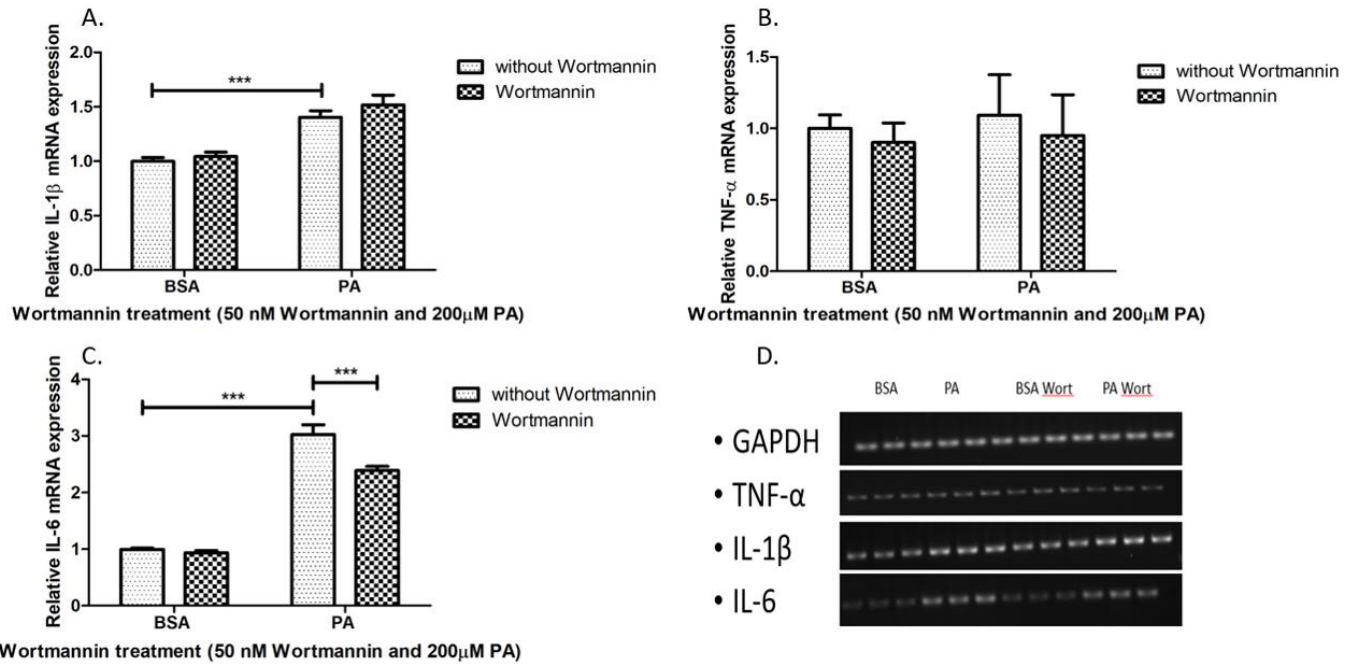 A.
Relative IL-1β mRNA expression
2.0
1.5
1.0
0.5
0.0
***
without Wortmannin
Wortmannin
BSA
PA
Wortmannin treatment (50 nM Wortmannin and 200μM PA)
B.
Relative TNF-α mRNA expression
1.5
1.0
0.5
0.0
without Wortmannin
Wortmannin
BSA
PA
Wortmannin treatment (50 nM Wortmannin and 200μM PA)
C.
Relative IL-6 mRNA expression
4
3
2
1
0
***
***
without Wortmannin
Wortmannin
BSA
PA
Wortmannin treatment (50 nM Wortmannin and 200μM PA)
D.
BSA PA BSA Wort PA Wort
• GAPDH
• TNF-α
• IL-1β
• IL-6